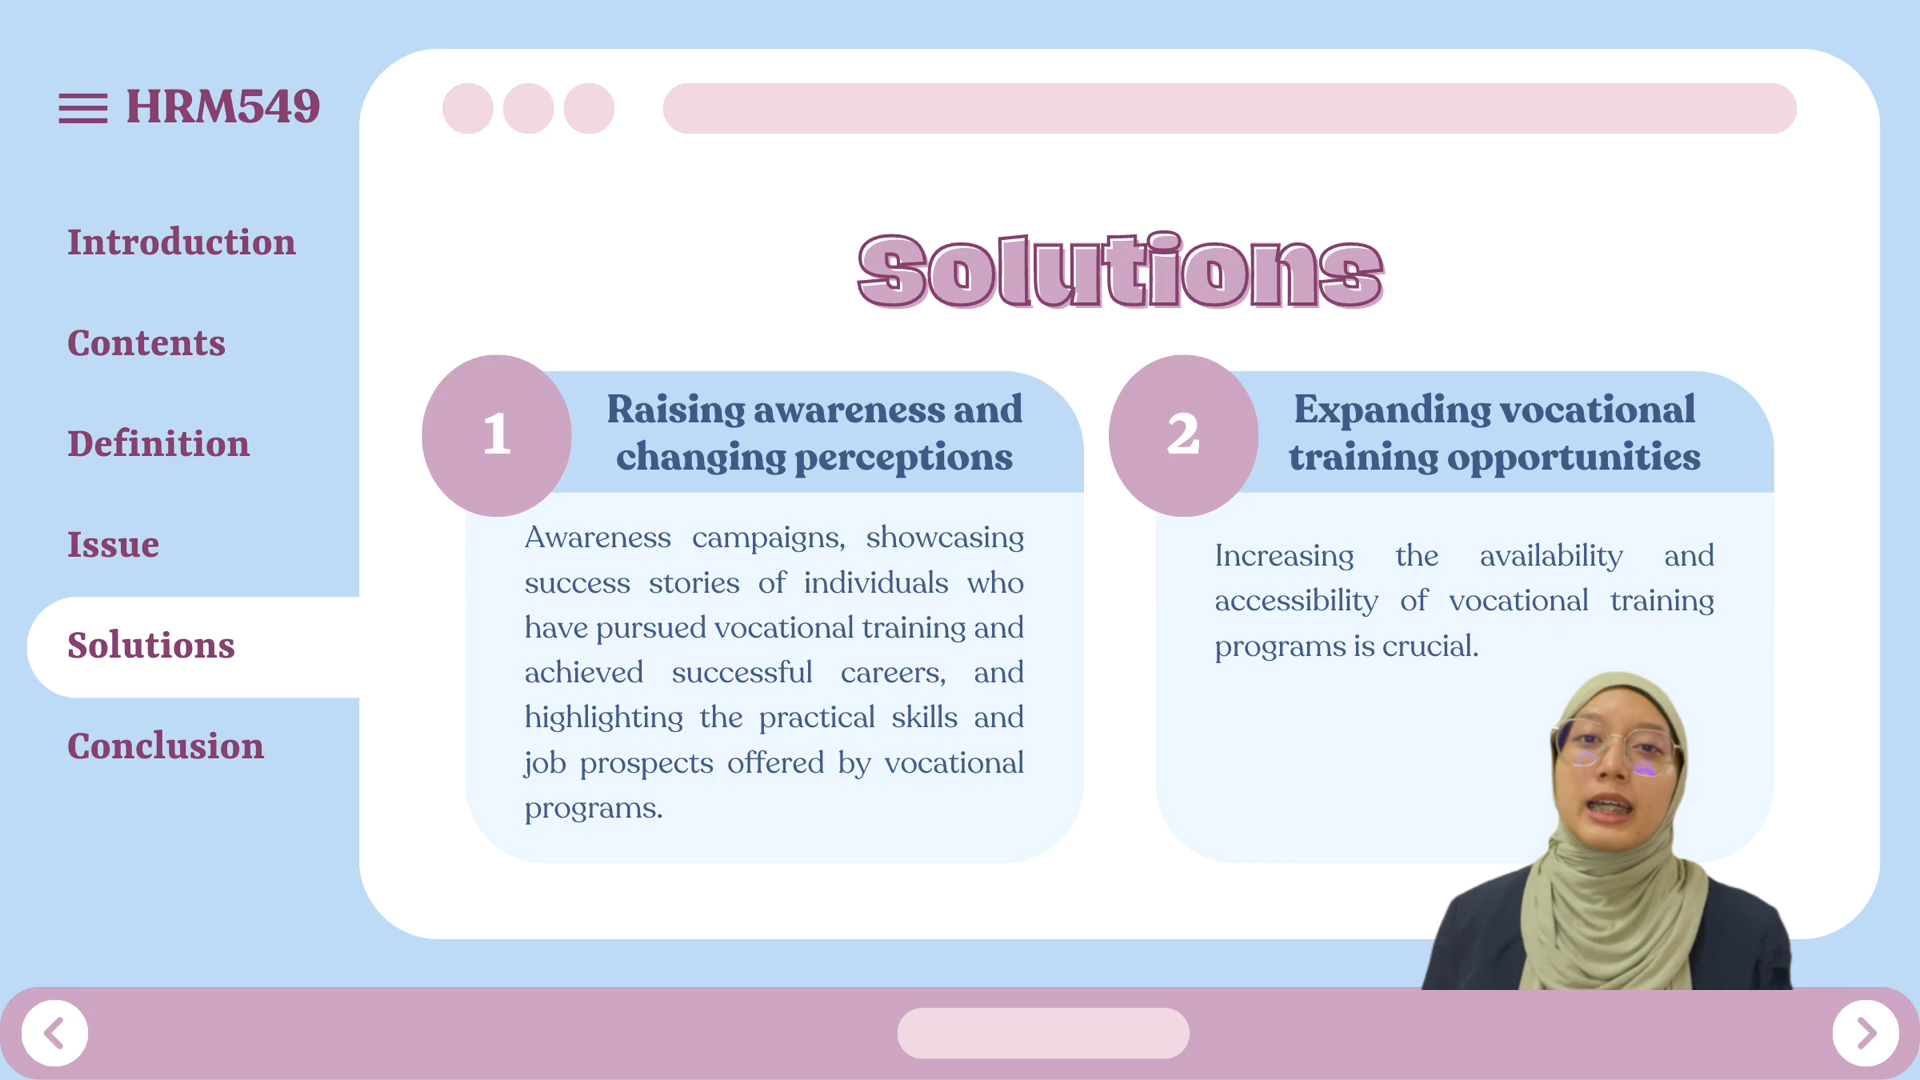 HRM549
Introduction
Contents
Definition
Issue
Solutions
Conclusion
Solutions
1
Raising awareness and
changing perceptions
Awareness campaigns, showcasing
success stories of individuals who
have pursued vocational training and
achieved successful careers, and
highlighting the practical skills and
job prospects offered by vocational
programs.
2
Expanding vocational
training opportunities
Increasing the availability and
accessibility of vocational training
programs is crucial.